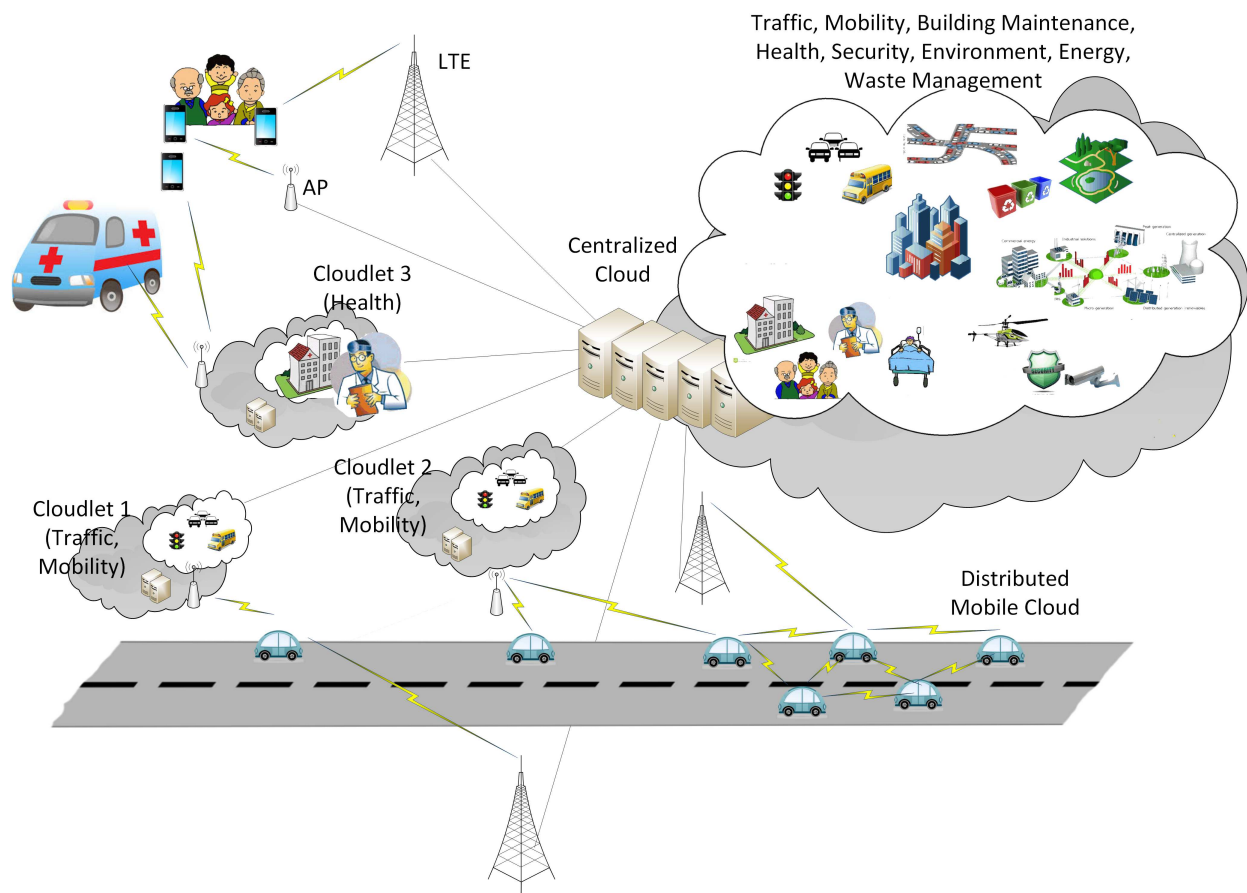 Traffic, Mobility, Building Maintenance,
Health, Security, Environment, Energy,
Waste Management
LTE
AP
Centralized
Cloud
Cloudlet 3
(Health)
Cloudlet 2
(Traffic,
Mobility)
Cloudlet 1
(Traffic,
Mobility)
Distributed
Mobile Cloud